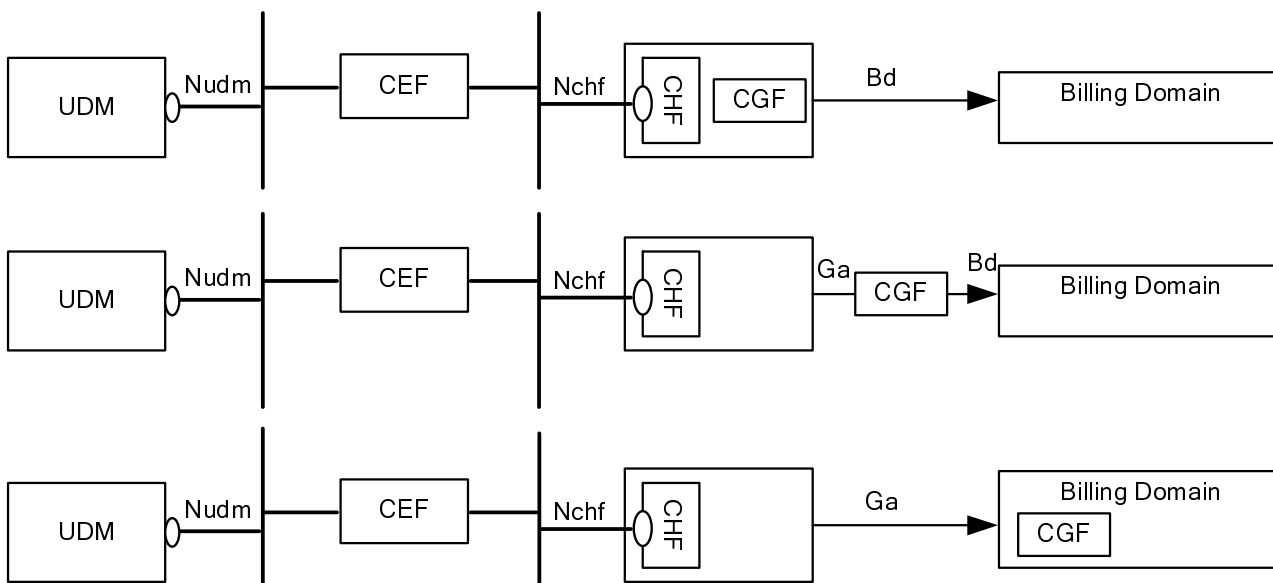 UDM
Nudm
CEF
Nchf
CHF
CGF
Bd
Billing Domain
UDM
Nudm
CEF
Nchf
CHF
Ga
CGF
Bd
Billing Domain
UDM
Nudm
CEF
Nchf
CHF
Ga
Billing Domain
CGF